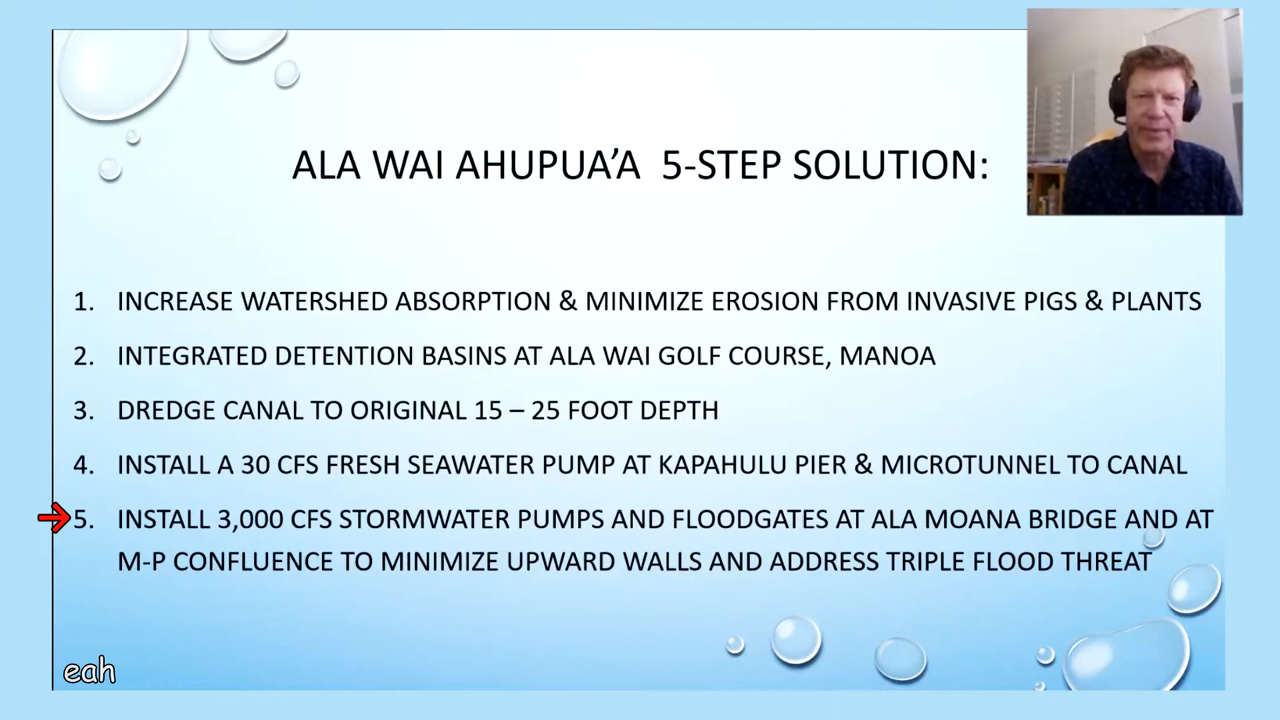 ALA WAI AHUPUA’A 5-STEP SOLUTION:
1. INCREASE WATERSHED ABSORPTION & MINIMIZE EROSION FROM INVASIVE PIGS & PLANTS
2. INTEGRATED DETENTION BASINS AT ALA WAI GOLF COURSE, MANOA
3. DREDGE CANAL TO ORIGINAL 15 – 25 FOOT DEPTH
4. INSTALL A 30 CFS FRESH SEAWATER PUMP AT KAPAHULU PIER & MICROTUNNEL TO CANAL
5. INSTALL 3,000 CFS STORMWATER PUMPS AND FLOODGATES AT ALA MOANA BRIDGE AND AT
M-P CONFLUENCE TO MINIMIZE UPWARD WALLS AND ADDRESS TRIPLE FLOOD THREAT
eah